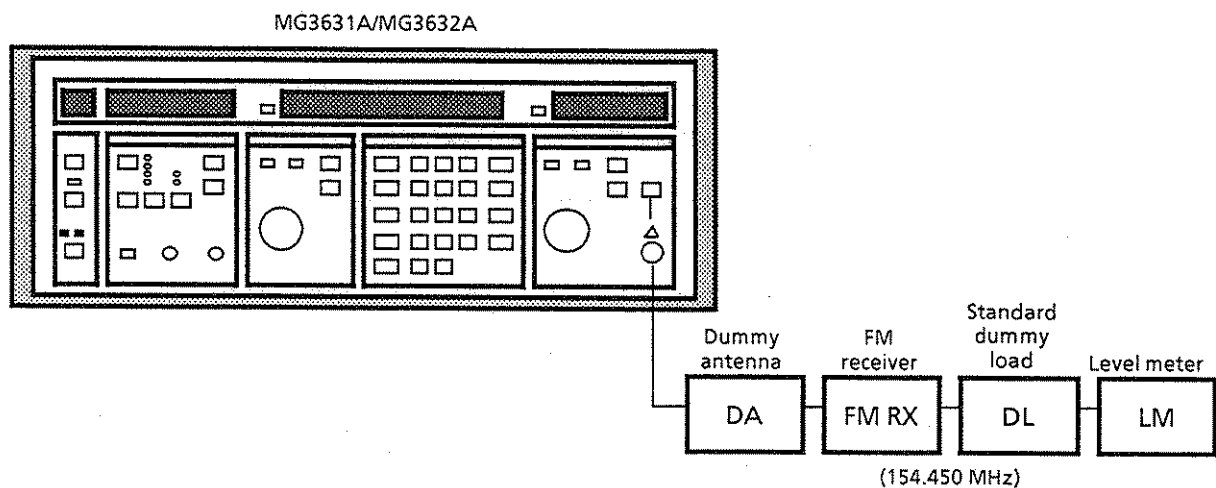 MG3631A/MG3632A
Dummy
antenna
FM
receiver
Standard
dummy
load
Level meter
DA
FM RX
DL
LM
(154.450 MHz)